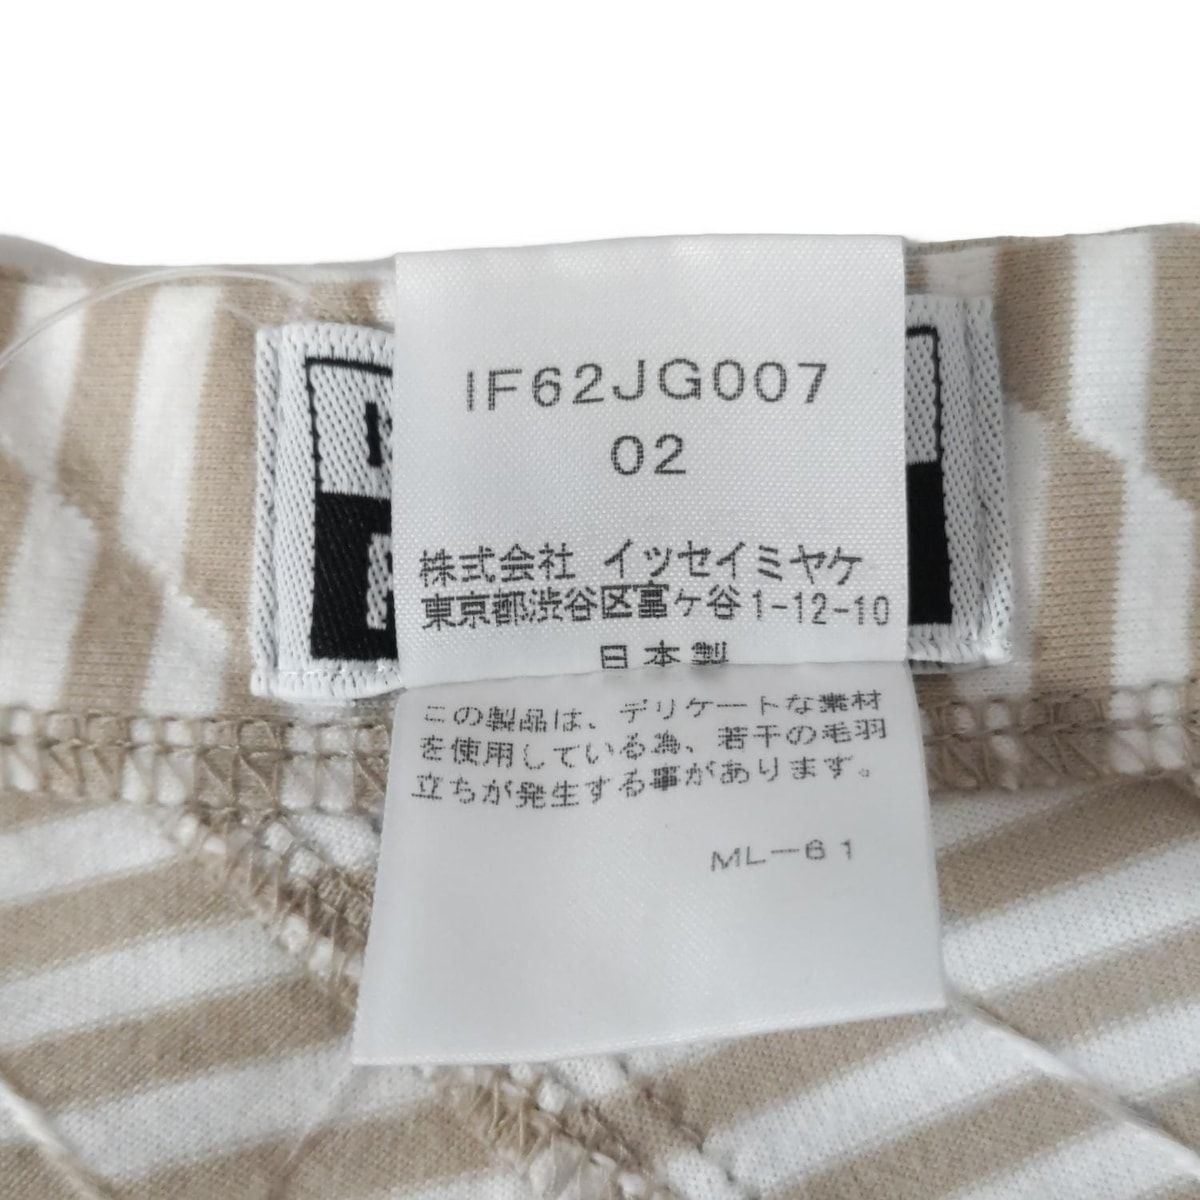 IF62JG007
02
株式会社 イッセイミヤケ
東京都渋谷区富ヶ谷1-12-10
日本製
この製品は、デリケートな素材
を使用している為、若干の毛羽
立ちが発生する事があります。
ML-61